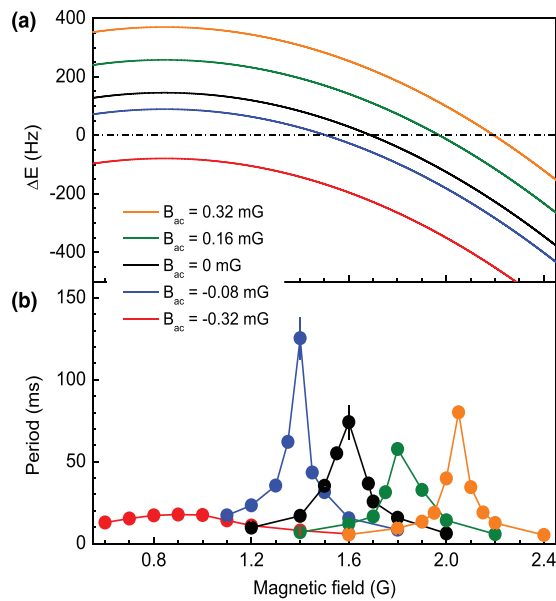 (a)
400
200
0
-200
-400
ΔE (Hz)
B_ac = 0.32 mG
B_ac = 0.16 mG
B_ac = 0 mG
B_ac = -0.08 mG
B_ac = -0.32 mG
(b)
150
100
50
0
Period (ms)
0.8 1.2 1.6 2.0 2.4
Magnetic field (G)